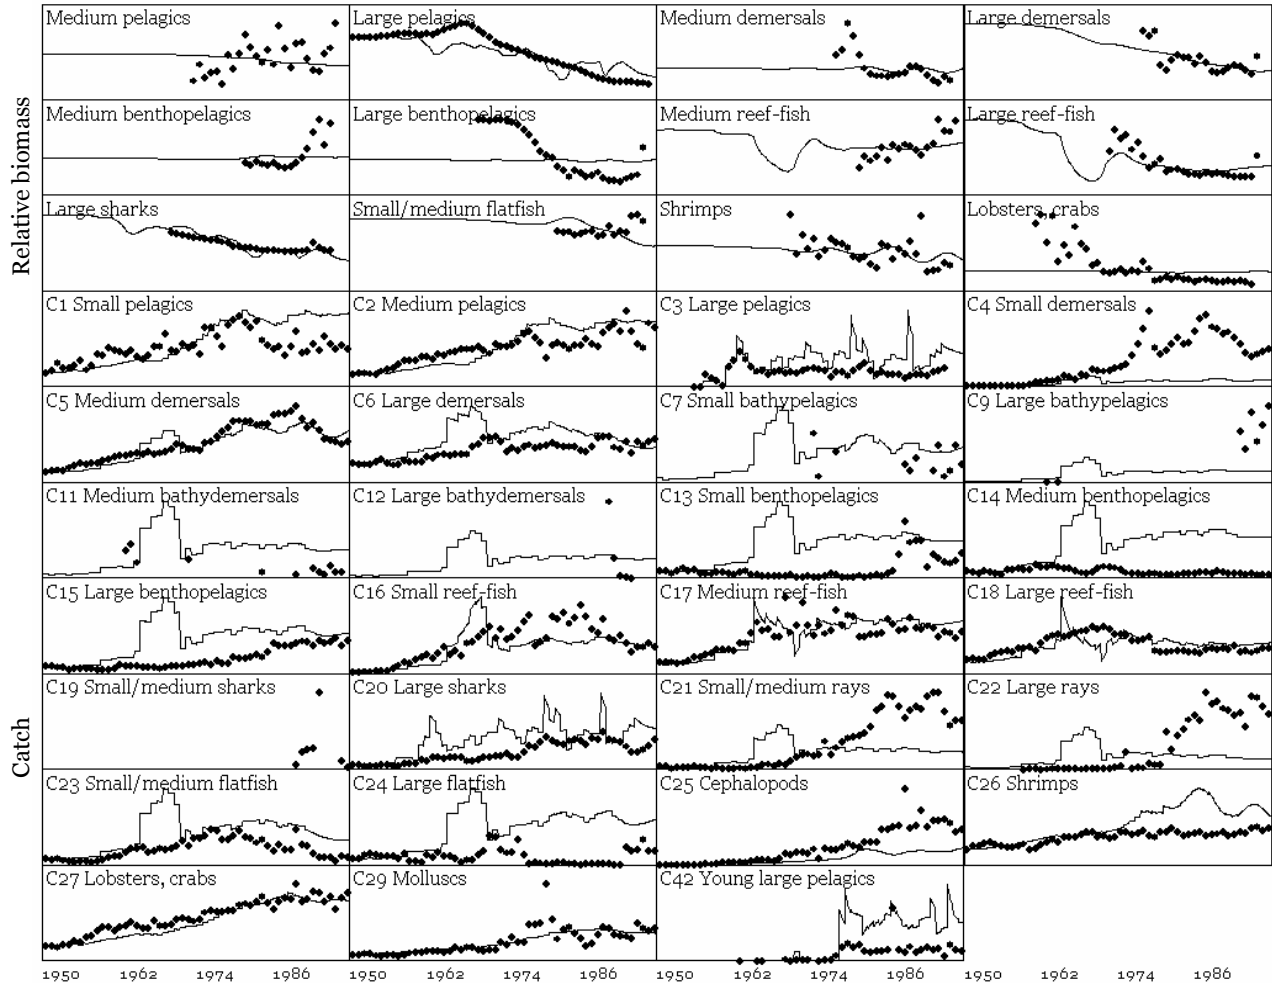 Relative biomass
Medium pelagics
Large pelagics
Medium demersals
Large demersals
Medium benthopelagics
Large benthopelagics
Medium reef-fish
Large reef-fish
Large sharks
Small/medium flatfish
Shrimps
Lobsters, crabs
Catch
C1 Small pelagics
C2 Medium pelagics
C3 Large pelagics
C4 Small demersals
C5 Medium demersals
C6 Large demersals
C7 Small bathypelagics
C9 Large bathypelagics
C11 Medium bathydemersals
C12 Large bathydemersals
C13 Small benthopelagics
C14 Medium benthopelagics
C15 Large benthopelagics
C16 Small reef-fish
C17 Medium reef-fish
C18 Large reef-fish
C19 Small/medium sharks
C20 Large sharks
C21 Small/medium rays
C22 Large rays
C23 Small/medium flatfish
C24 Large flatfish
C25 Cephalopods
C26 Shrimps
C27 Lobsters, crabs
C29 Molluscs
C42 Young large pelagics
1950 1962 1974 1986 1950 1962 1974 1986 1950 1962 1974 1986 1950 1962 1974 1986